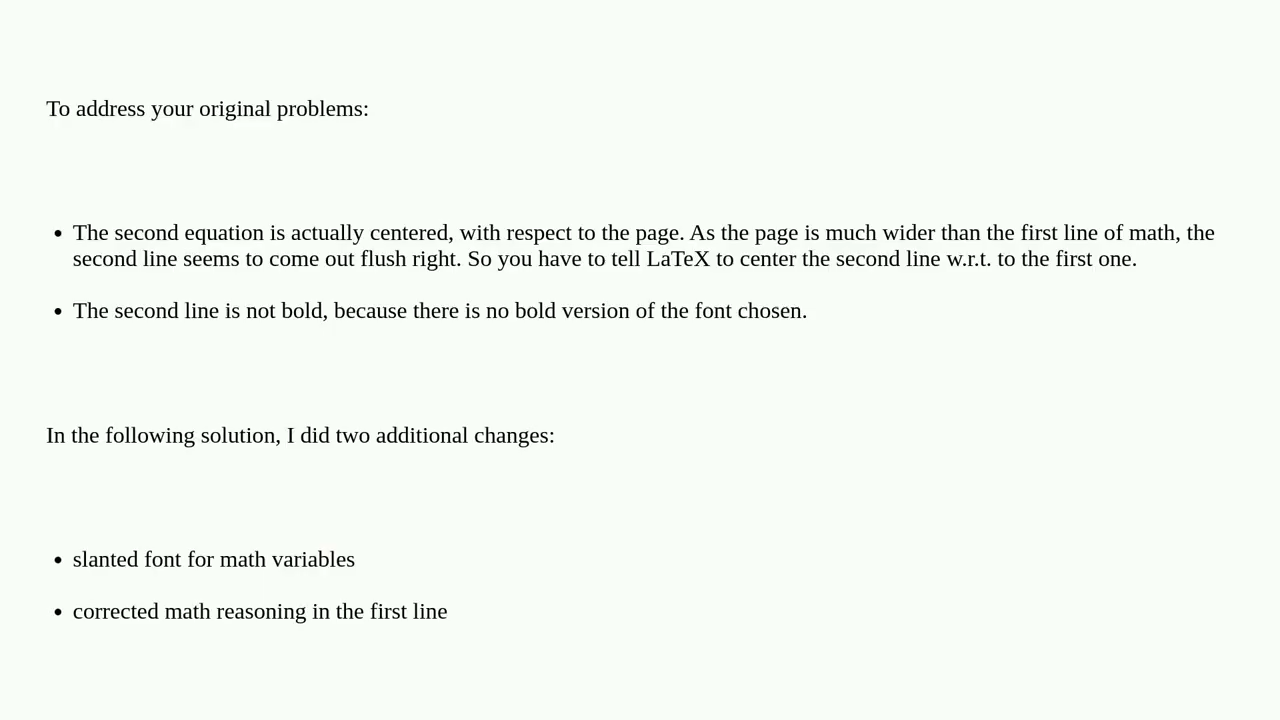 To address your original problems:
• The second equation is actually centered, with respect to the page. As the page is much wider than the first line of math, the
second line seems to come out flush right. So you have to tell LaTeX to center the second line w.r.t. to the first one.
• The second line is not bold, because there is no bold version of the font chosen.
In the following solution, I did two additional changes:
• slanted font for math variables
• corrected math reasoning in the first line